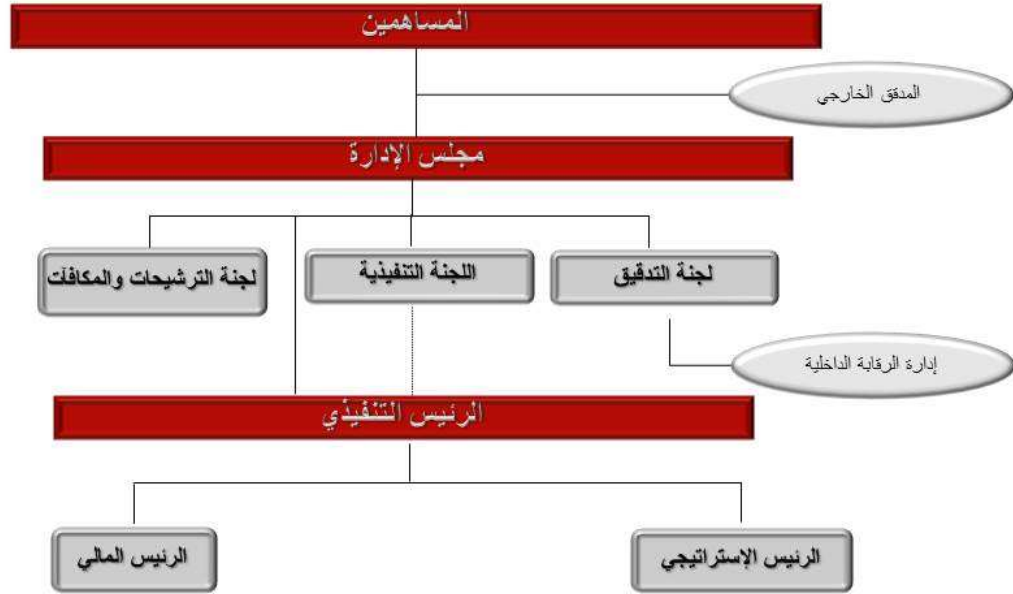 المساهمين
المدقق الخارجي
مجلس الإدارة
لجنة التدقيق
اللجنة التنفيذية
لجنة الترشيحات والمكافآت
إدارة الرقابة الداخلية
الرئيس التنفيذي
الرئيس الإستراتيجي
الرئيس المالي